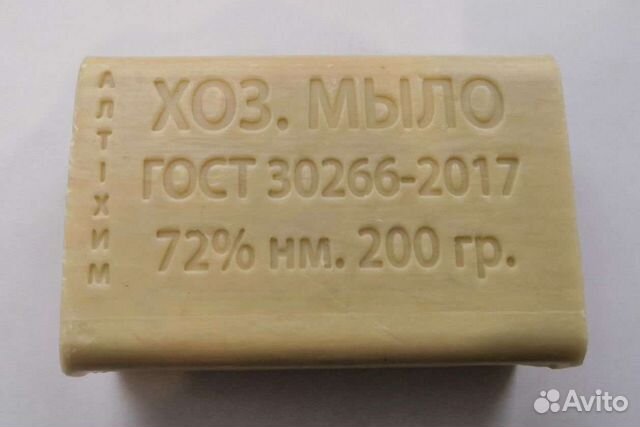 АЛТІХИМ
ХОЗ. МЫЛО
ГОСТ 30266-2017
72% нм. 200 гр.
Avito